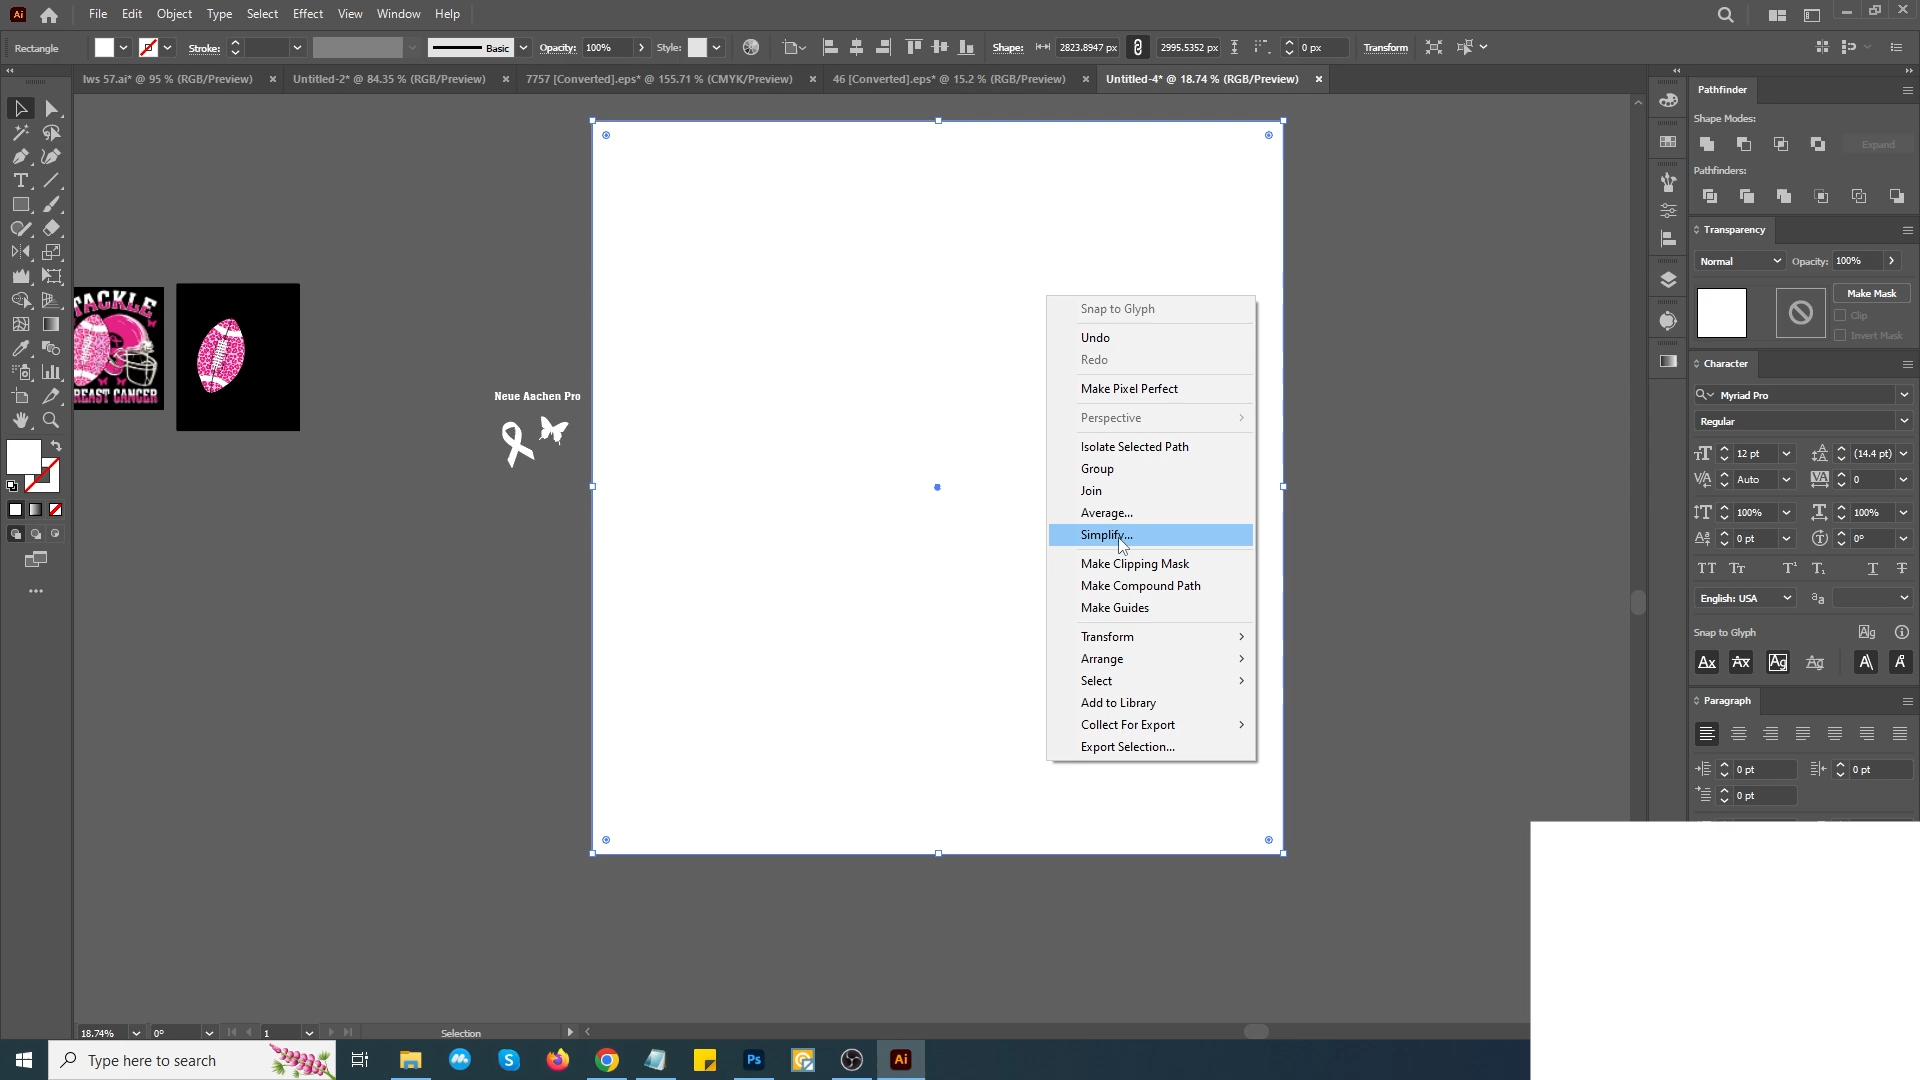 Ai File Edit Object Type Select Effect View Window Help
Rectangle Stroke: Basic Opacity: 100% Style: Shape: 2823.8947 px 2995.5352 px 0 px Transform
lws 57.ai* @ 95 % (RGB/Preview) Untitled-2* @ 84.35 % (RGB/Preview) 7757 [Converted].eps* @ 155.71 % (CMYK/Preview) 46 [Converted].eps* @ 15.2 % (RGB/Preview) Untitled-4* @ 18.74 % (RGB/Preview)
TACKLE
BREAST CANCER
Neue Aachen Pro
Snap to Glyph
Undo
Redo
Make Pixel Perfect
Perspective
Isolate Selected Path
Group
Join
Average...
Simplify...
Make Clipping Mask
Make Compound Path
Make Guides
Transform
Arrange
Select
Add to Library
Collect For Export
Export Selection...
Pathfinder
Shape Modes:
Expand
Pathfinders:
Transparency
Normal Opacity: 100%
Make Mask
Clip
Invert Mask
Character
Myriad Pro
Regular
12 pt (14.4 pt)
Auto 0
100% 100%
0 pt 0°
English: USA
Snap to Glyph
Paragraph
0 pt 0 pt
0 pt
18.74% 0° 1 Selection
Type here to search Ps Ai